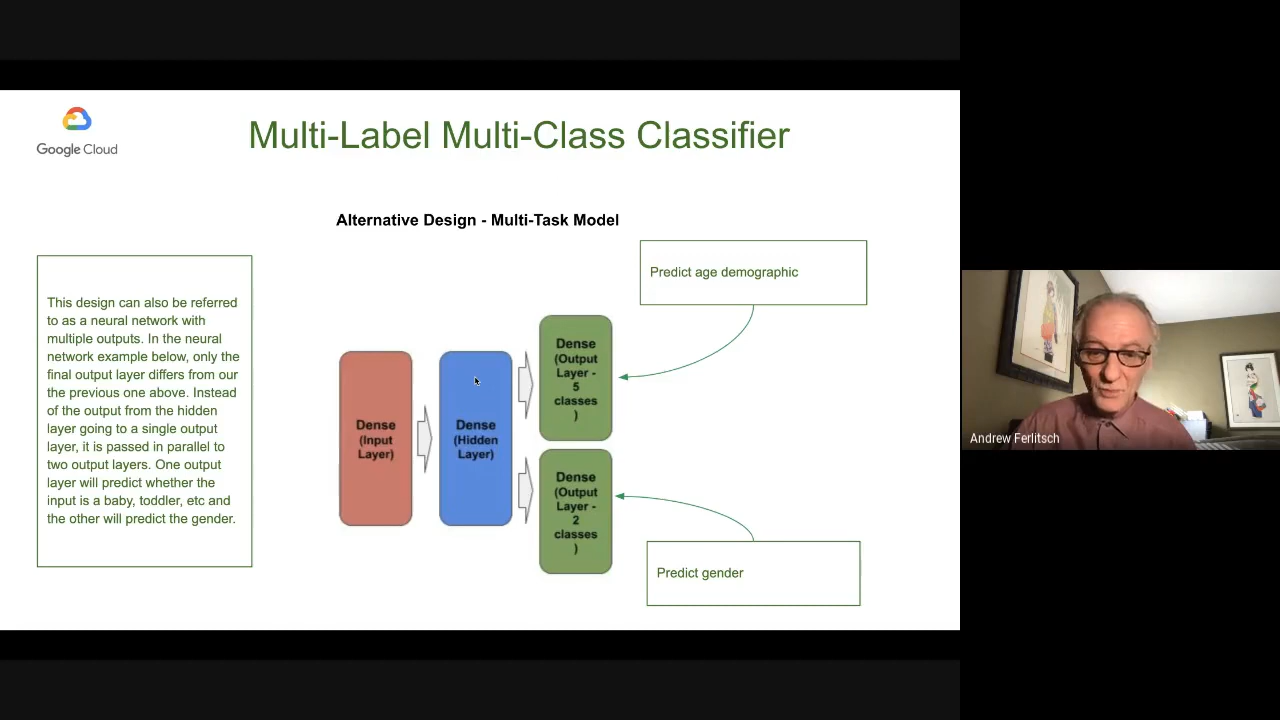 Google Cloud
Multi-Label Multi-Class Classifier
Alternative Design - Multi-Task Model
This design can also be referred
to as a neural network with
multiple outputs. In the neural
network example below, only the
final output layer differs from our
the previous one above. Instead
of the output from the hidden
layer going to a single output
layer, it is passed in parallel to
two output layers. One output
layer will predict whether the
input is a baby, toddler, etc and
the other will predict the gender.
Dense
(Input
Layer)
Dense
(Hidden
Layer)
Dense
(Output
Layer -
5
classes
)
Dense
(Output
Layer -
2
classes
)
Predict age demographic
Predict gender
Andrew Ferlitsch